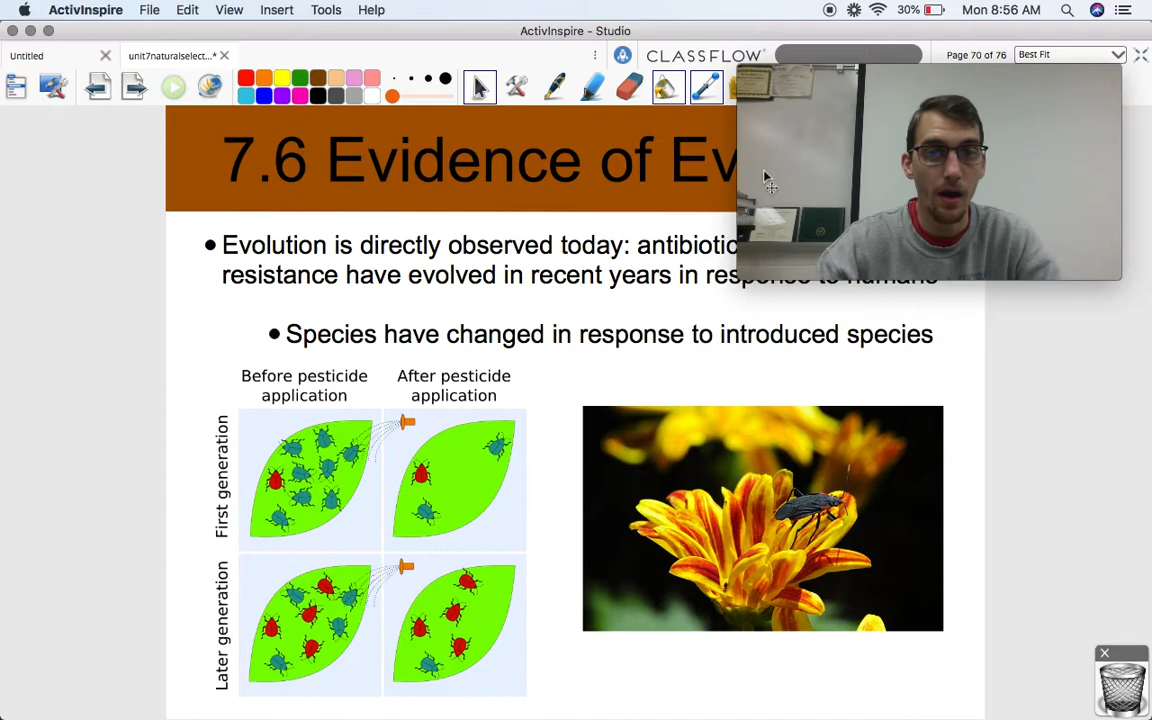 ActivInspire File Edit View Insert Tools Help 30% Mon 8:56 AM
ActivInspire - Studio
Untitled unit7naturalselect...* CLASSFLOW Page 70 of 76 Best Fit
7.6 Evidence of Ev
• Evolution is directly observed today: antibiotic
resistance have evolved in recent years in response to humans
• Species have changed in response to introduced species
Before pesticide
application
After pesticide
application
First generation
Later generation